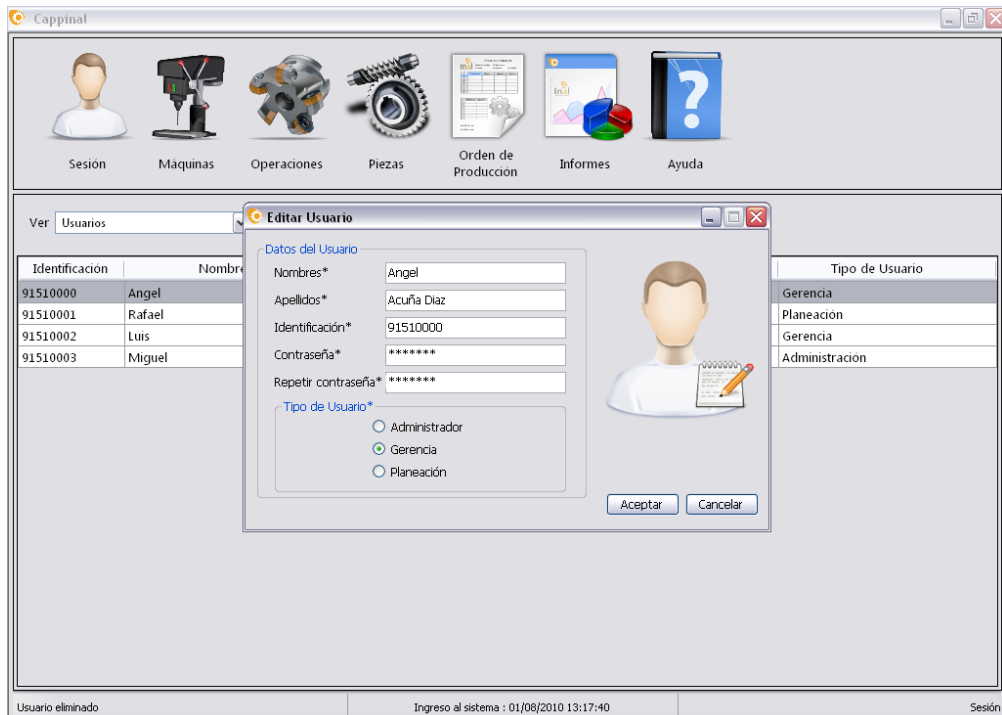 Cappinal
Sesión
Máquinas
Operaciones
Piezas
Orden de
Producción
Informes
Ayuda
Ver Usuarios
Editar Usuario
Datos del Usuario
Nombres* Angel
Apellidos* Acuña Diaz
Identificación* 91510000
Contraseña* *******
Repetir contraseña* *******
Tipo de Usuario*
Administrador
Gerencia
Planeación
Aceptar Cancelar
Identificación Nombre Tipo de Usuario
91510000 Angel Gerencia
91510001 Rafael Planeación
91510002 Luis Gerencia
91510003 Miguel Administración
Usuario eliminado Ingreso al sistema : 01/08/2010 13:17:40 Sesión